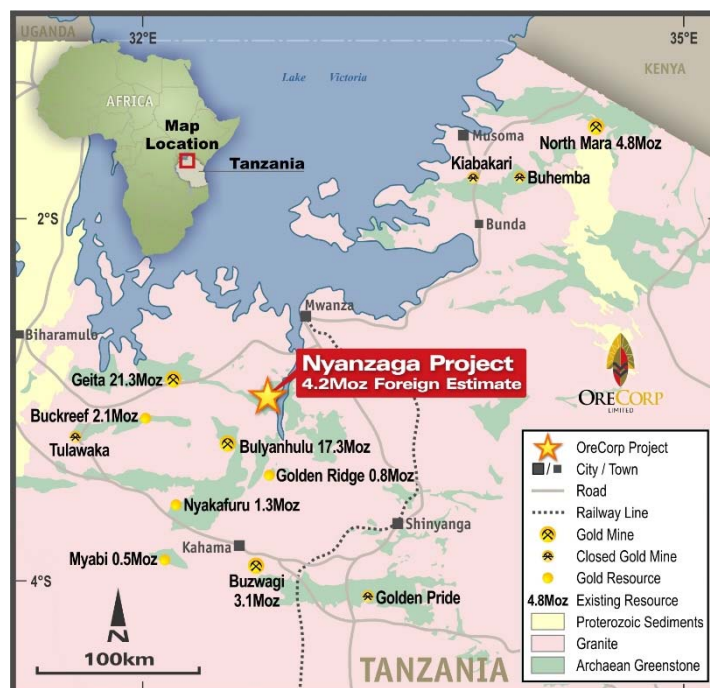 UGANDA
32°E
35°E
KENYA
Lake Victoria
AFRICA
Map
Location
Tanzania
Musoma
North Mara 4.8Moz
Kiabakari
Buhemba
2°S
Bunda
Mwanza
Biharamulo
Nyanzaga Project
4.2Moz Foreign Estimate
Geita 21.3Moz
ORECORP
LIMITED
Buckreef 2.1Moz
Tulawaka
Bulyanhulu 17.3Moz
Golden Ridge 0.8Moz
Nyakafuru 1.3Moz
Shinyanga
Kahama
Myabi 0.5Moz
4°S
Buzwagi
3.1Moz
Golden Pride
N
100km
TANZANIA
OreCorp Project
/ City / Town
Road
Railway Line
Gold Mine
Closed Gold Mine
Gold Resource
4.8Moz Existing Resource
Proterozoic Sediments
Granite
Archaean Greenstone